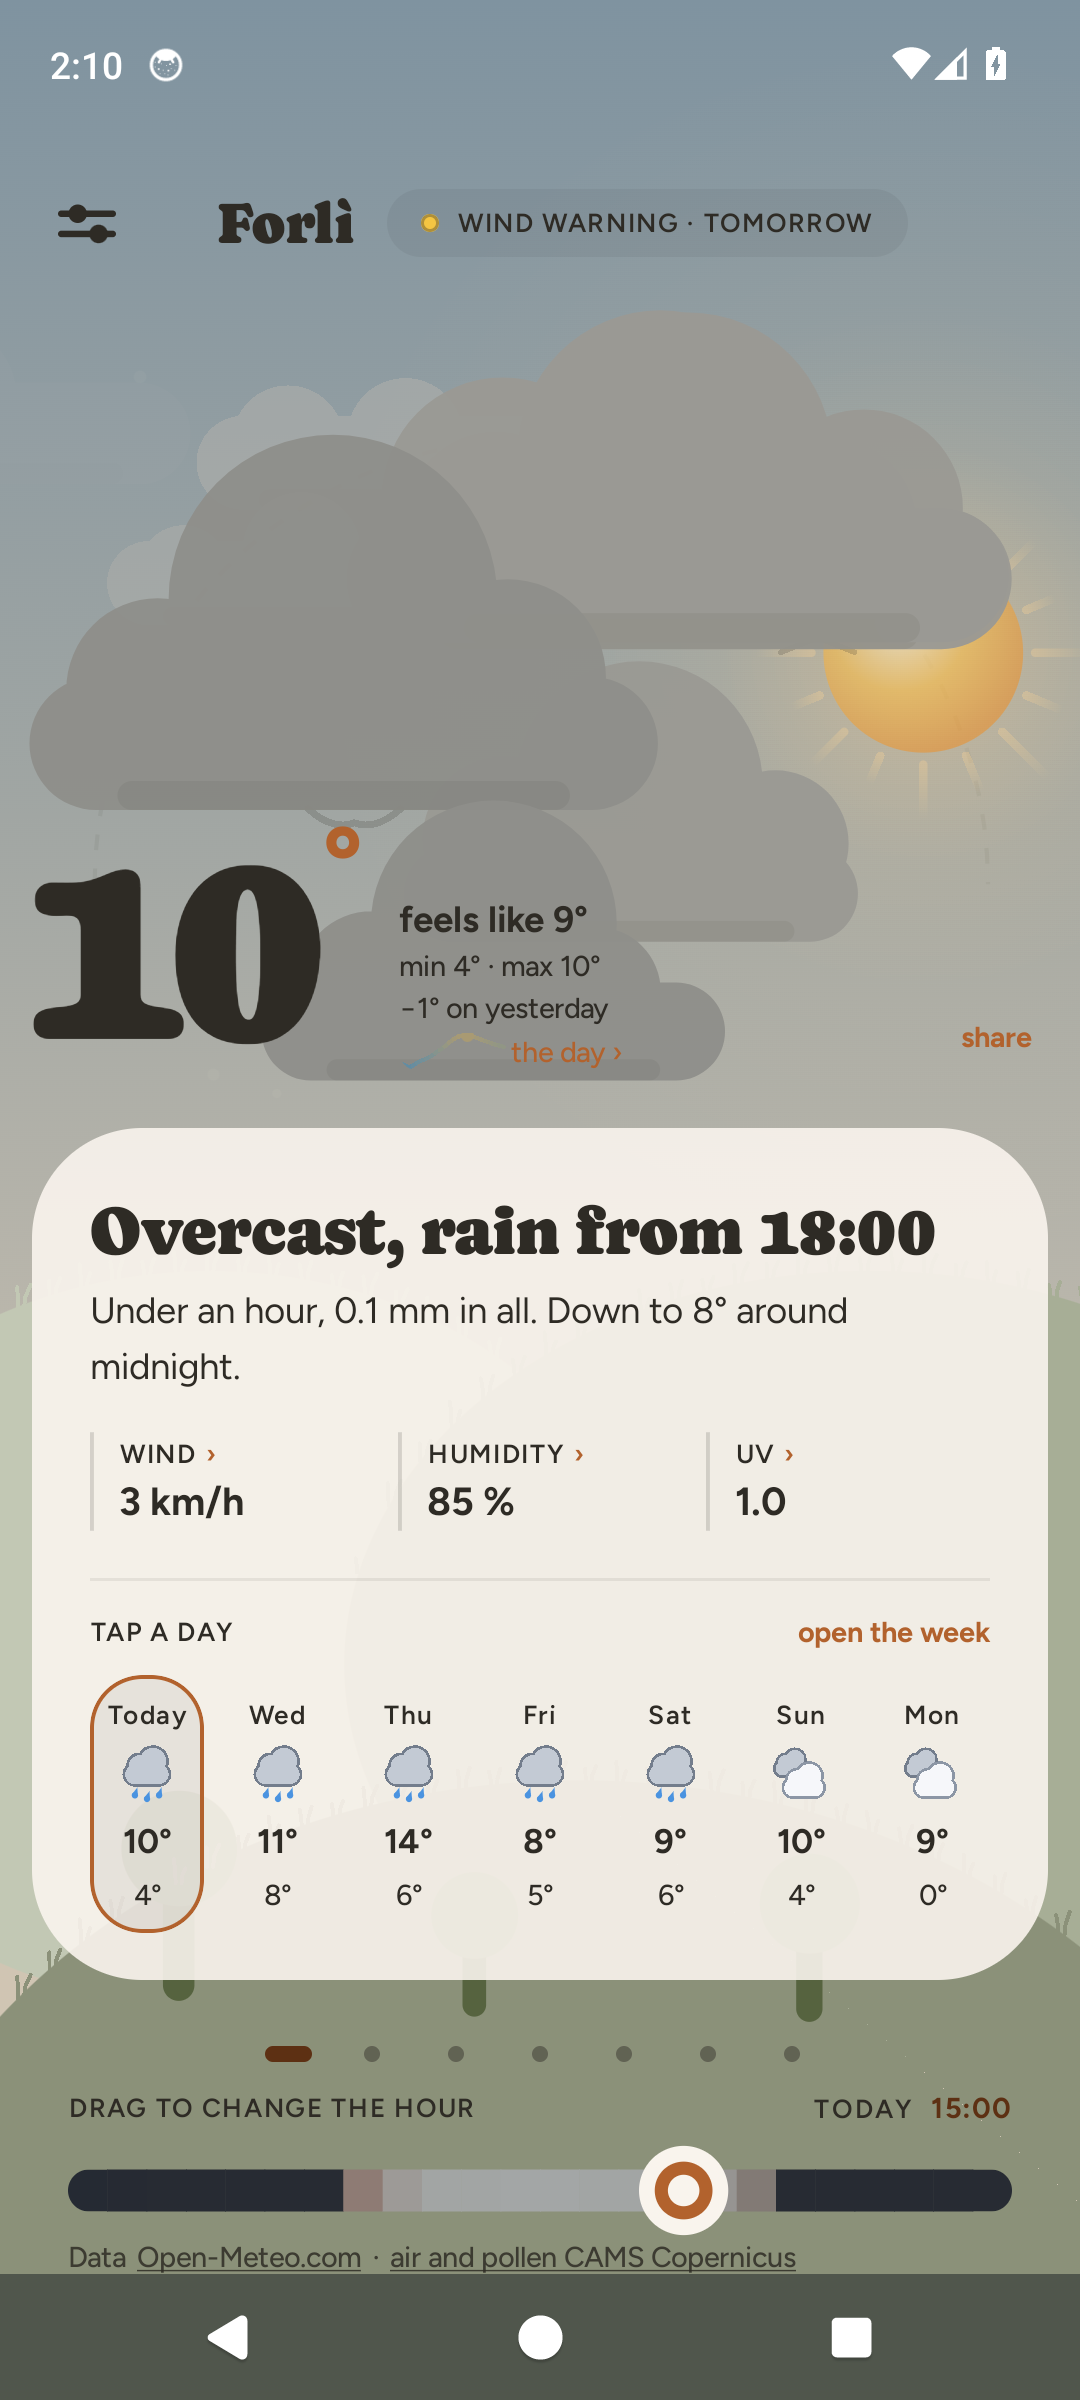 2:10
Forlì
WIND WARNING · TOMORROW
10°
feels like 9°
min 4° · max 10°
−1° on yesterday
the day ›
share
Overcast, rain from 18:00
Under an hour, 0.1 mm in all. Down to 8° around
midnight.
WIND › HUMIDITY › UV ›
3 km/h 85 % 1.0
TAP A DAY open the week
Today Wed Thu Fri Sat Sun Mon
10° 11° 14° 8° 9° 10° 9°
4° 8° 6° 5° 6° 4° 0°
DRAG TO CHANGE THE HOUR TODAY 15:00
Data Open-Meteo.com · air and pollen CAMS Copernicus